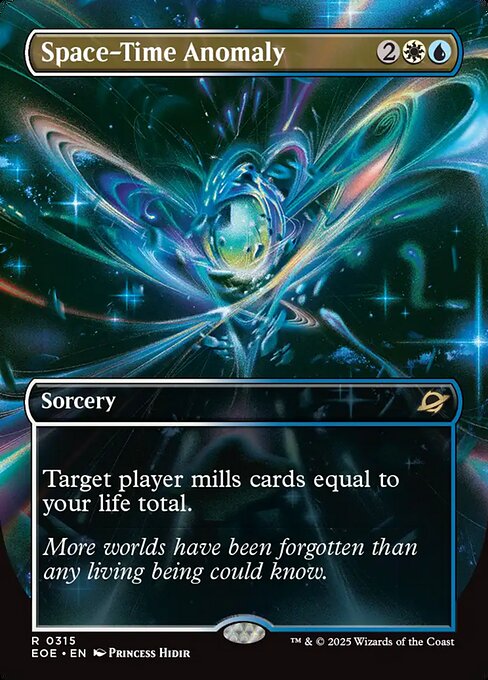 Space-Time Anomaly 2
Sorcery
Target player mills cards equal to
your life total.
More worlds have been forgotten than
any living being could know.
R 0315
EOE • EN Princess Hidir
™ & © 2025 Wizards of the Coast